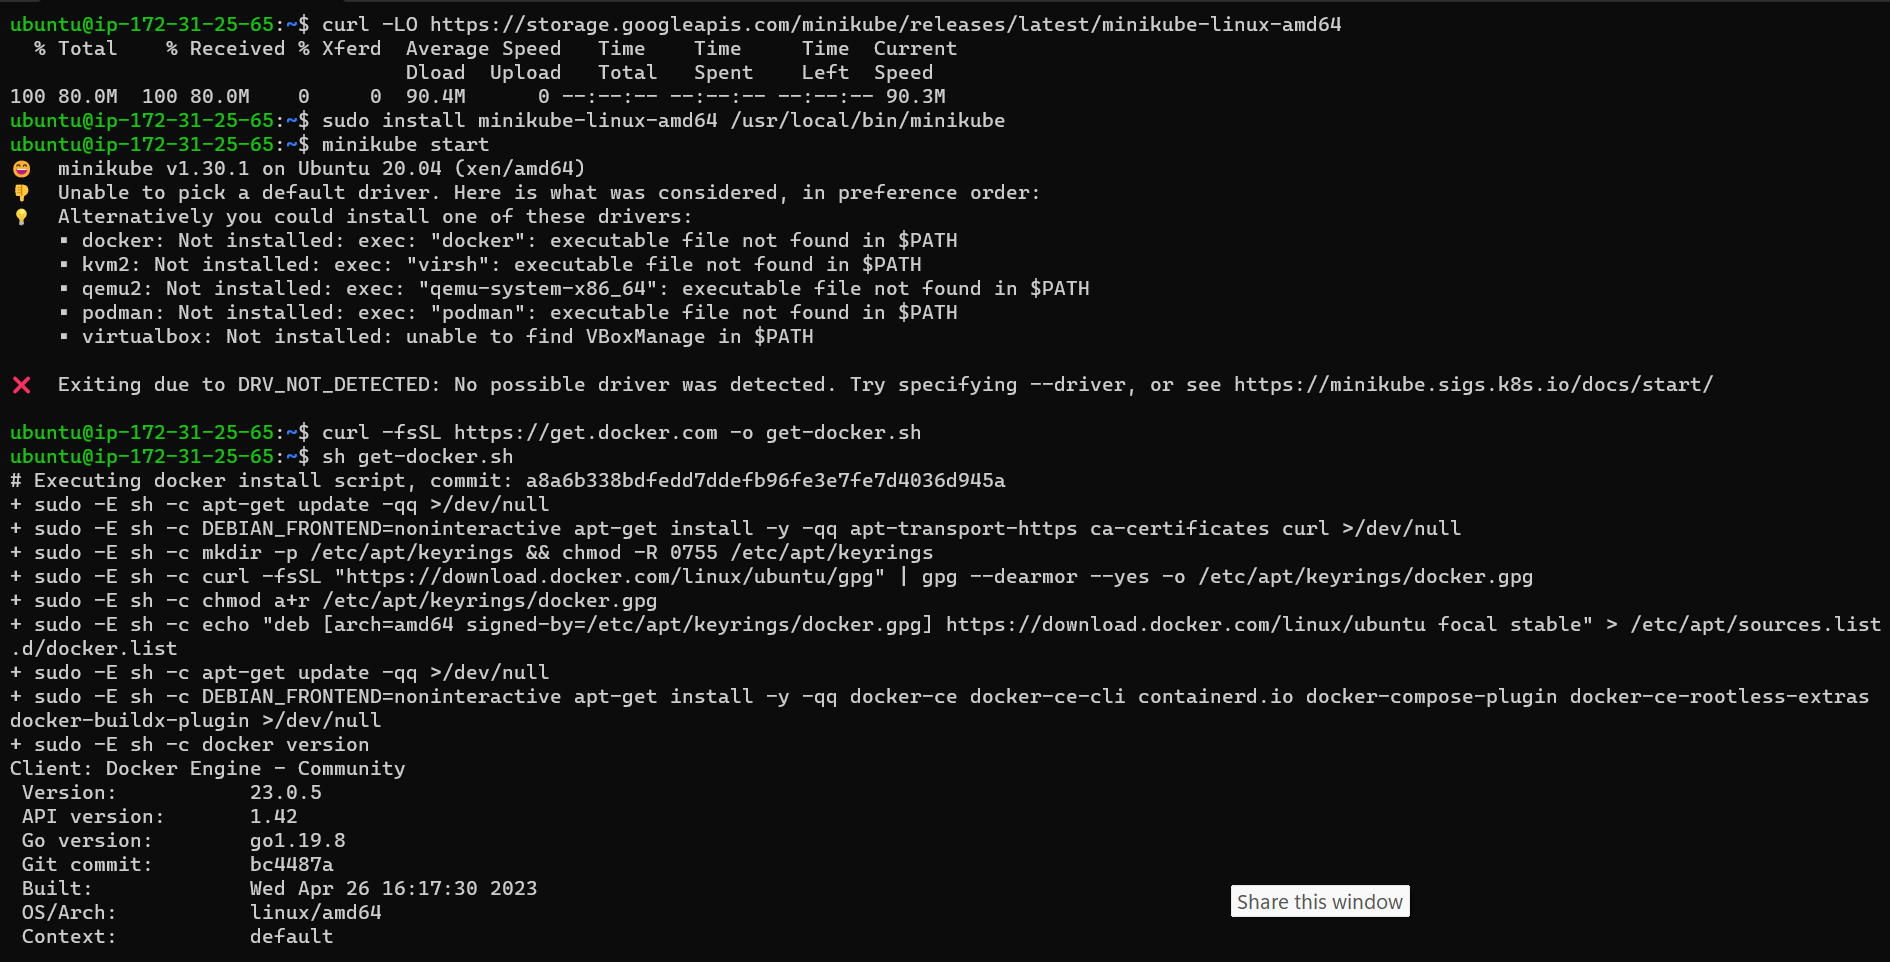 ubuntu@ip-172-31-25-65:~$ curl -LO https://storage.googleapis.com/minikube/releases/latest/minikube-linux-amd64
  % Total    % Received % Xferd  Average Speed   Time    Time     Time  Current
                                 Dload  Upload   Total   Spent    Left  Speed
100 80.0M  100 80.0M    0     0  90.4M      0 --:--:-- --:--:-- --:--:-- 90.3M
ubuntu@ip-172-31-25-65:~$ sudo install minikube-linux-amd64 /usr/local/bin/minikube
ubuntu@ip-172-31-25-65:~$ minikube start
😄  minikube v1.30.1 on Ubuntu 20.04 (xen/amd64)
👎  Unable to pick a default driver. Here is what was considered, in preference order:
💡  Alternatively you could install one of these drivers:
    ▪ docker: Not installed: exec: "docker": executable file not found in $PATH
    ▪ kvm2: Not installed: exec: "virsh": executable file not found in $PATH
    ▪ qemu2: Not installed: exec: "qemu-system-x86_64": executable file not found in $PATH
    ▪ podman: Not installed: exec: "podman": executable file not found in $PATH
    ▪ virtualbox: Not installed: unable to find VBoxManage in $PATH
❌  Exiting due to DRV_NOT_DETECTED: No possible driver was detected. Try specifying --driver, or see https://minikube.sigs.k8s.io/docs/start/
ubuntu@ip-172-31-25-65:~$ curl -fsSL https://get.docker.com -o get-docker.sh
ubuntu@ip-172-31-25-65:~$ sh get-docker.sh
# Executing docker install script, commit: a8a6b338bdfedd7ddefb96fe3e7fe7d4036d945a
+ sudo -E sh -c apt-get update -qq >/dev/null
+ sudo -E sh -c DEBIAN_FRONTEND=noninteractive apt-get install -y -qq apt-transport-https ca-certificates curl >/dev/null
+ sudo -E sh -c mkdir -p /etc/apt/keyrings && chmod -R 0755 /etc/apt/keyrings
+ sudo -E sh -c curl -fsSL "https://download.docker.com/linux/ubuntu/gpg" | gpg --dearmor --yes -o /etc/apt/keyrings/docker.gpg
+ sudo -E sh -c chmod a+r /etc/apt/keyrings/docker.gpg
+ sudo -E sh -c echo "deb [arch=amd64 signed-by=/etc/apt/keyrings/docker.gpg] https://download.docker.com/linux/ubuntu focal stable" > /etc/apt/sources.list
.d/docker.list
+ sudo -E sh -c apt-get update -qq >/dev/null
+ sudo -E sh -c DEBIAN_FRONTEND=noninteractive apt-get install -y -qq docker-ce docker-ce-cli containerd.io docker-compose-plugin docker-ce-rootless-extras
docker-buildx-plugin >/dev/null
+ sudo -E sh -c docker version
Client: Docker Engine - Community
 Version:           23.0.5
 API version:       1.42
 Go version:        go1.19.8
 Git commit:        bc4487a
 Built:             Wed Apr 26 16:17:30 2023
Share this window
 OS/Arch:           linux/amd64
 Context:           default